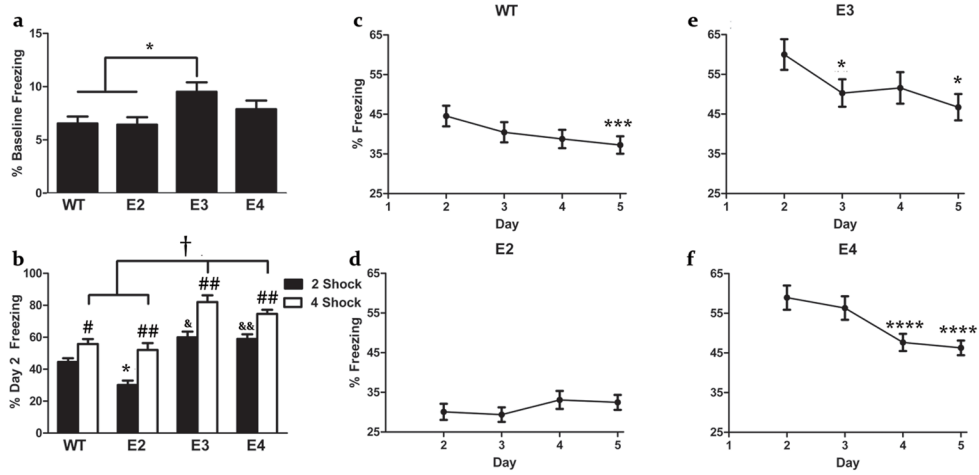 a
% Baseline Freezing
15
10
5
0
*
WT E2 E3 E4
b
% Day 2 Freezing
100
80
60
40
20
0
†
# * ## & ## && ##
2 Shock
4 Shock
WT E2 E3 E4
c
WT
% Freezing
65
55
45
35
25
***
1 2 3 4 5
Day
d
E2
% Freezing
65
55
45
35
25
2 3 4 5
Day
e
E3
65
55
45
35
25
* *
1 2 3 4 5
Day
f
E4
65
55
45
35
25
**** ****
1 2 3 4 5
Day